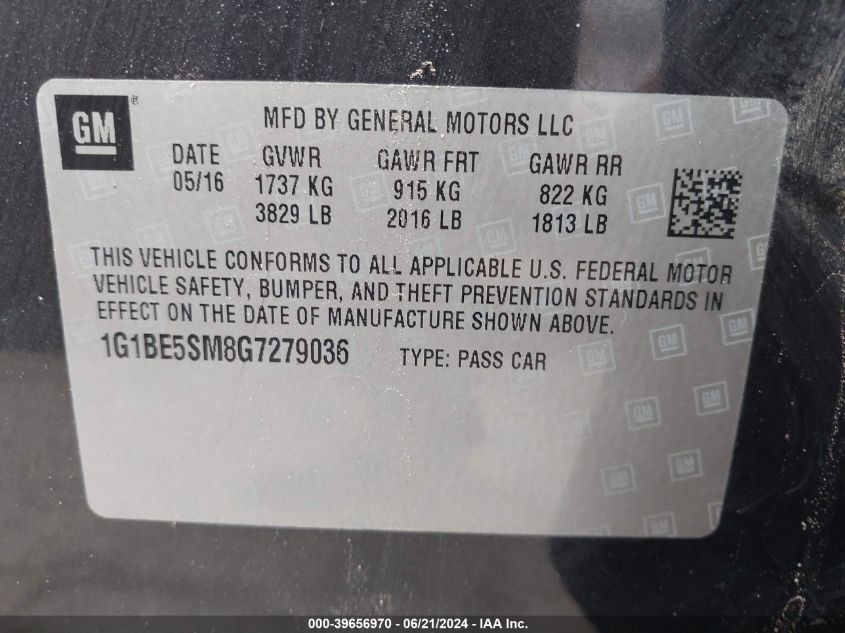 GM ®
MFD BY GENERAL MOTORS LLC
DATE GVWR GAWR FRT GAWR RR
05/16 1737 KG 915 KG 822 KG
3829 LB 2016 LB 1813 LB
THIS VEHICLE CONFORMS TO ALL APPLICABLE U.S. FEDERAL MOTOR
VEHICLE SAFETY, BUMPER, AND THEFT PREVENTION STANDARDS IN
EFFECT ON THE DATE OF MANUFACTURE SHOWN ABOVE.
1G1BE5SM8G7279036 TYPE: PASS CAR
000-39656970 - 06/21/2024 - IAA Inc.